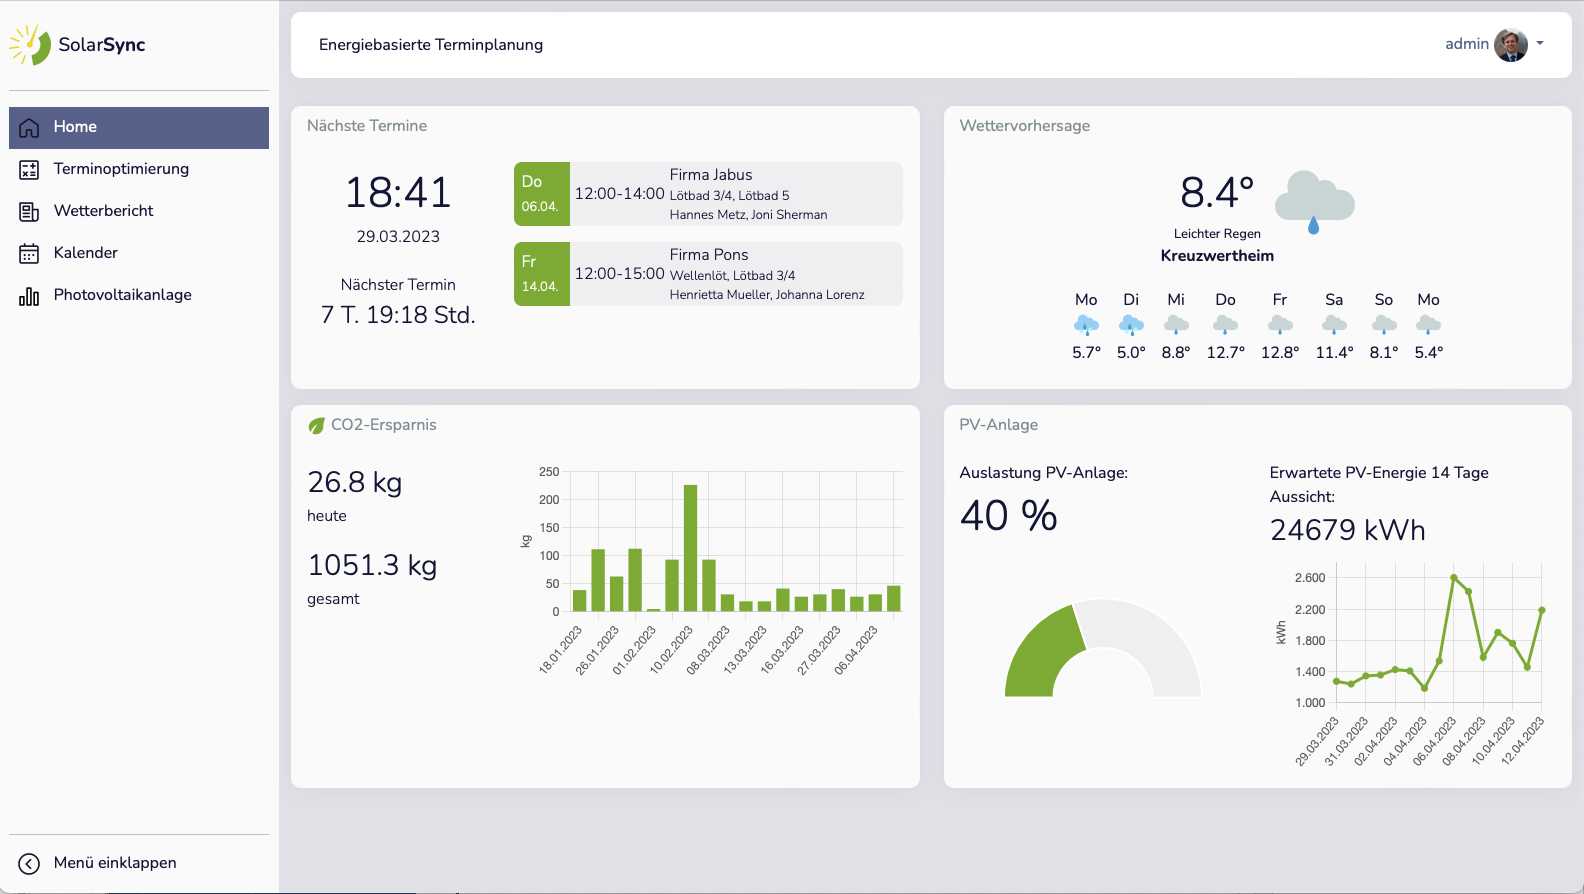 SolarSync
Home
Terminoptimierung
Wetterbericht
Kalender
Photovoltaikanlage
Menü einklappen
Energiebasierte Terminplanung
admin
Nächste Termine
18:41
29.03.2023
Nächster Termin
7 T. 19:18 Std.
Do
06.04.
12:00-14:00
Firma Jabus
Lötbad 3/4, Lötbad 5
Hannes Metz, Joni Sherman
Fr
14.04.
12:00-15:00
Firma Pons
Wellenlöt, Lötbad 3/4
Henrietta Mueller, Johanna Lorenz
Wettervorhersage
8.4°
Leichter Regen
Kreuzwertheim
Mo Di Mi Do Fr Sa So Mo
5.7° 5.0° 8.8° 12.7° 12.8° 11.4° 8.1° 5.4°
CO2-Ersparnis
26.8 kg
heute
1051.3 kg
gesamt
kg
250
200
150
100
50
0
18.01.2023 26.01.2023 01.02.2023 10.02.2023 08.03.2023 13.03.2023 16.03.2023 27.03.2023 06.04.2023
PV-Anlage
Auslastung PV-Anlage:
40 %
Erwartete PV-Energie 14 Tage
Aussicht:
24679 kWh
kWh
2.600
2.200
1.800
1.400
1.000
29.03.2023 31.03.2023 02.04.2023 04.04.2023 06.04.2023 08.04.2023 10.04.2023 12.04.2023